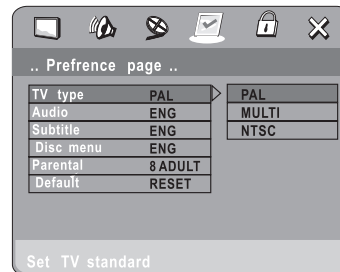 .. Prefrence page ..
TV type PAL PAL
Audio ENG MULTI
Subtitle ENG NTSC
Disc menu ENG
Parental 8 ADULT
Default RESET
Set TV standard